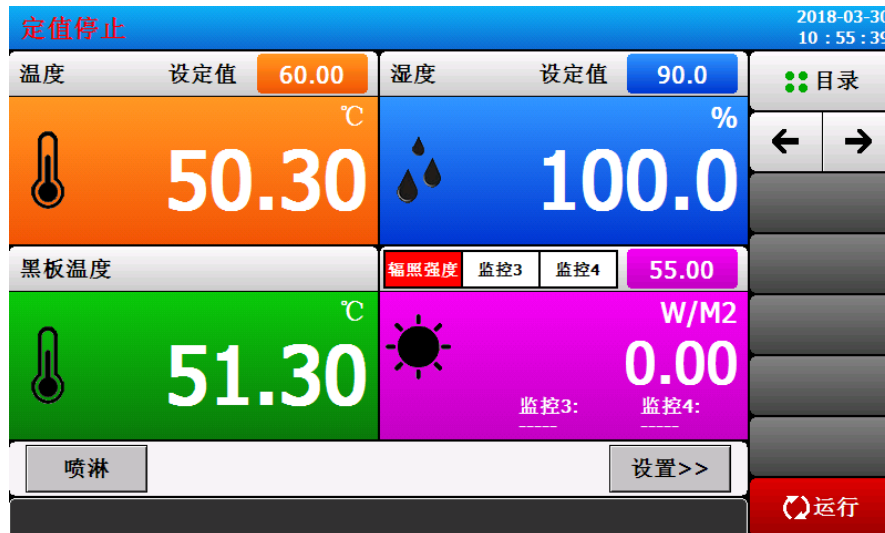 定值停止
2018-03-30
10 : 55 : 39
温度 设定值 60.00
湿度 设定值 90.0
目录
℃
50.30
%
100.0
← →
黑板温度
辐照强度 监控3 监控4 55.00
℃
51.30
W/M2
0.00
监控3: 监控4:
----- -----
喷淋
设置>>
运行